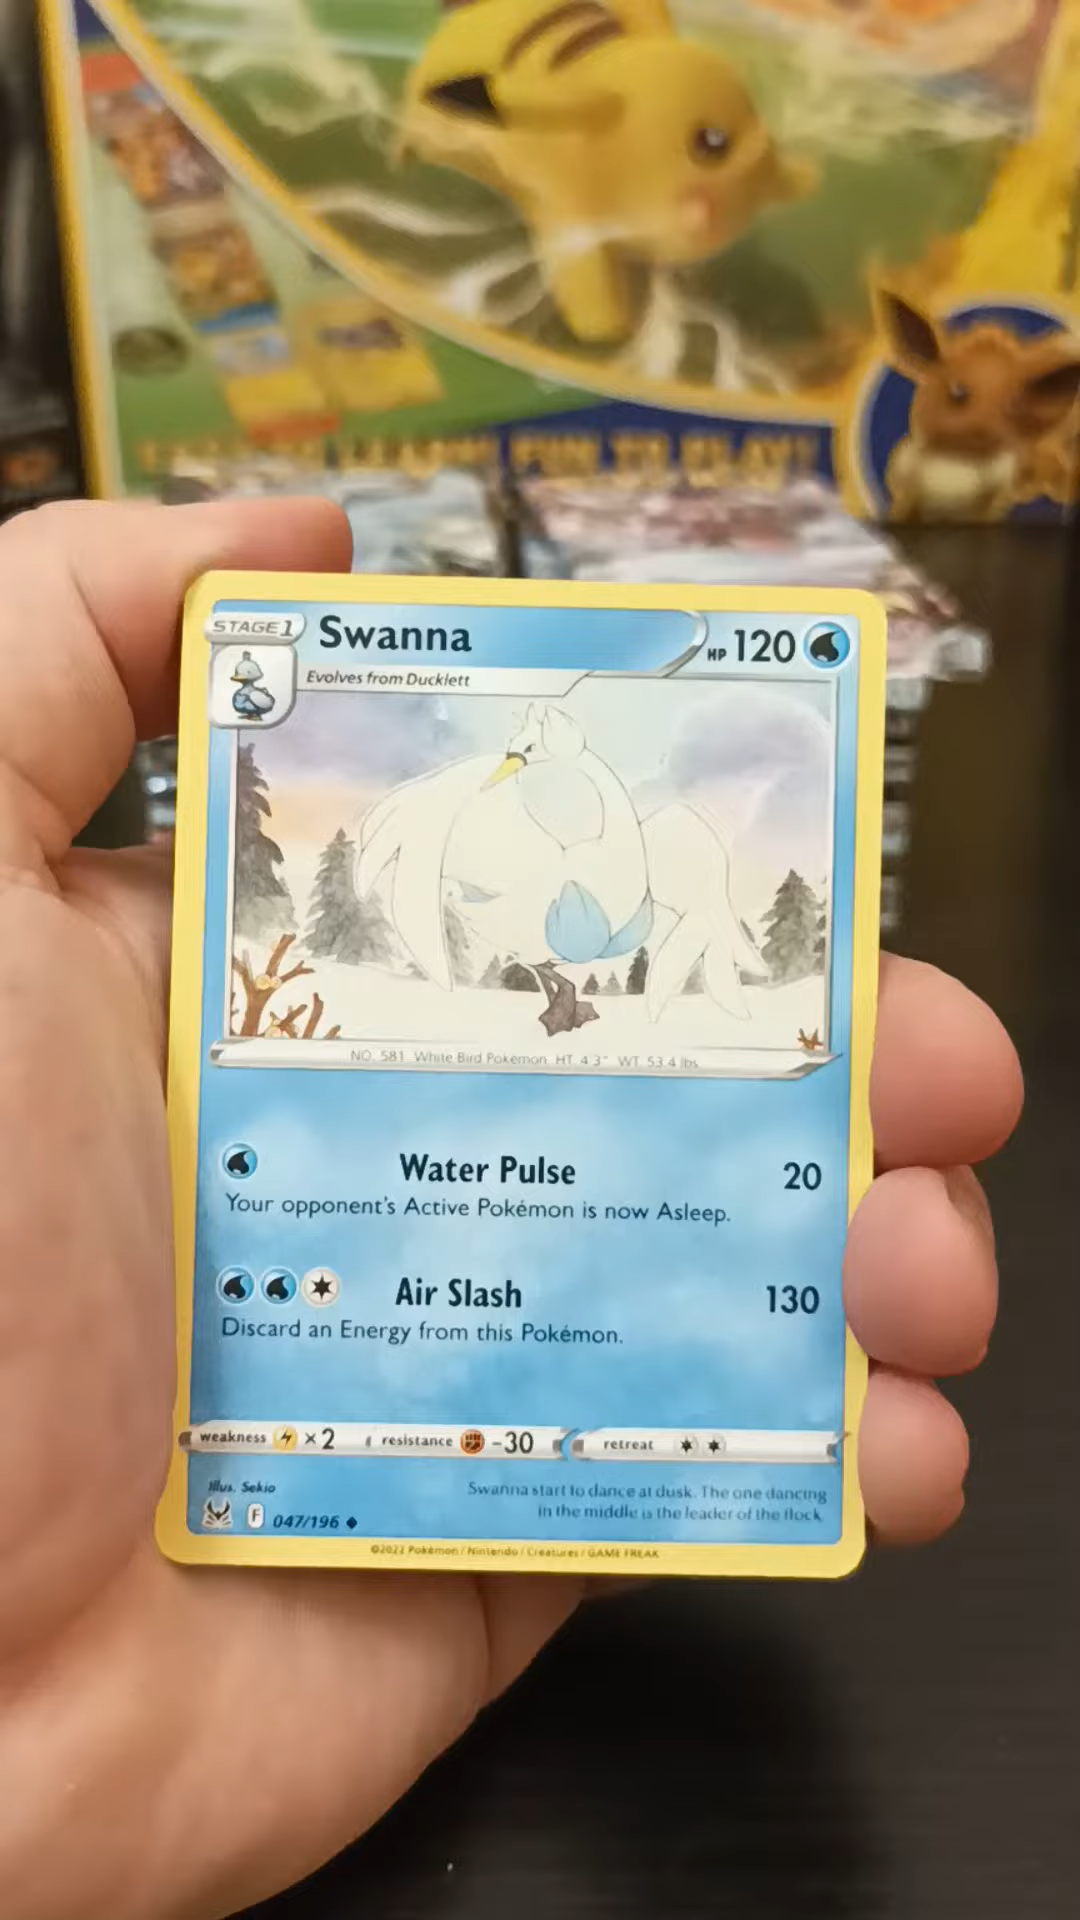 FUN TO PLAY!
STAGE 1
Swanna
HP 120
Evolves from Ducklett
NO. 581 White Bird Pokémon HT: 4'3" WT: 53.4 lbs.
Water Pulse 20
Your opponent's Active Pokémon is now Asleep.
Air Slash 130
Discard an Energy from this Pokémon.
weakness ×2 resistance -30 retreat
Illus. Sekio
Swanna start to dance at dusk. The one dancing
in the middle is the leader of the flock.
F 047/196
©2022 Pokémon / Nintendo / Creatures / GAME FREAK